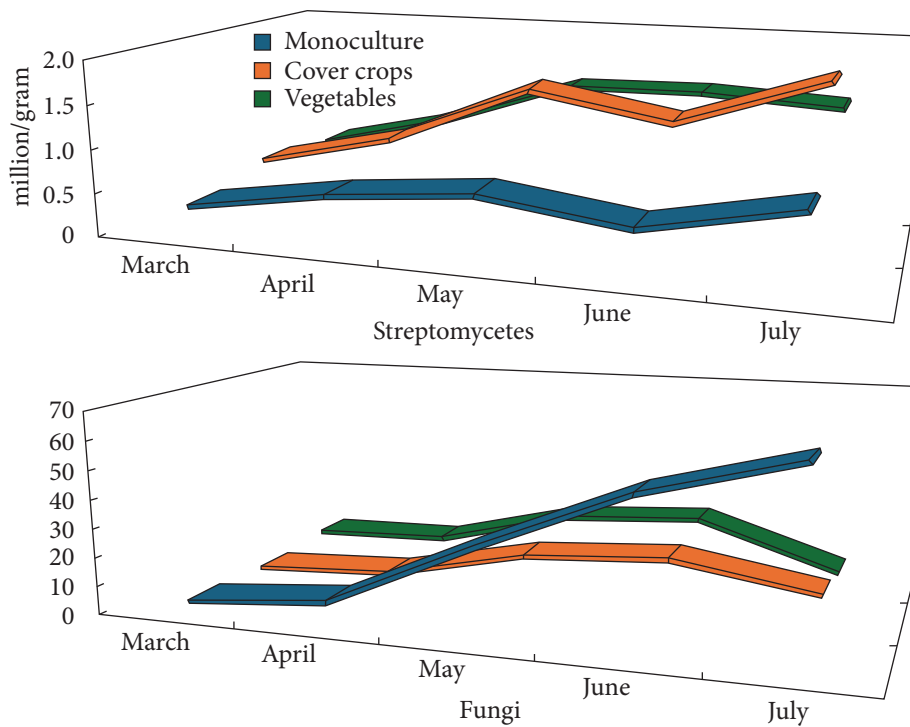 Monoculture
Cover crops
Vegetables
million/gram
2.0
1.5
1.0
0.5
0
March
April
May
June
July
Streptomycetes
70
60
50
40
30
20
10
0
March
April
May
June
July
Fungi